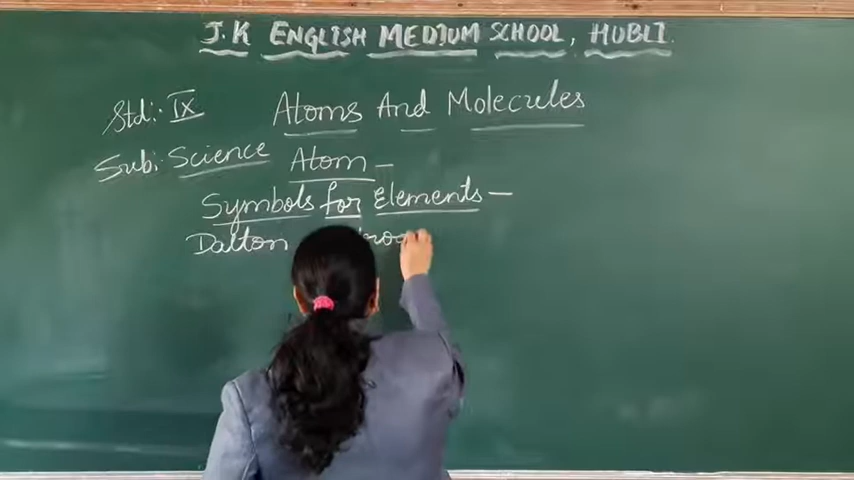 J.K ENGLISH MEDIUM SCHOOL, HUBLI.
Std:- IX Atoms And Molecules
Sub: Science Atom –
Symbols for Elements –
Dalton